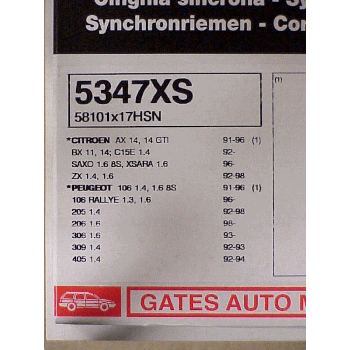 Cinghia sincrona - Sy
Synchronriemen - Cor
5347XS
58101x17HSN
(1)
*CITROEN AX 14, 14 GTI 91-96 (1)
BX 11, 14; C15E 1.4 92-
SAXO 1.6 8S, XSARA 1.6 96-
ZX 1.4, 1.6 92-98
*PEUGEOT 106 1.4, 1.6 8S 91-96 (1)
106 RALLYE 1.3, 1.6 96-
205 1.4 92-98
206 1.6 98-
306 1.6 93-
309 1.4 92-93
405 1.4 92-94
GATES AUTO M